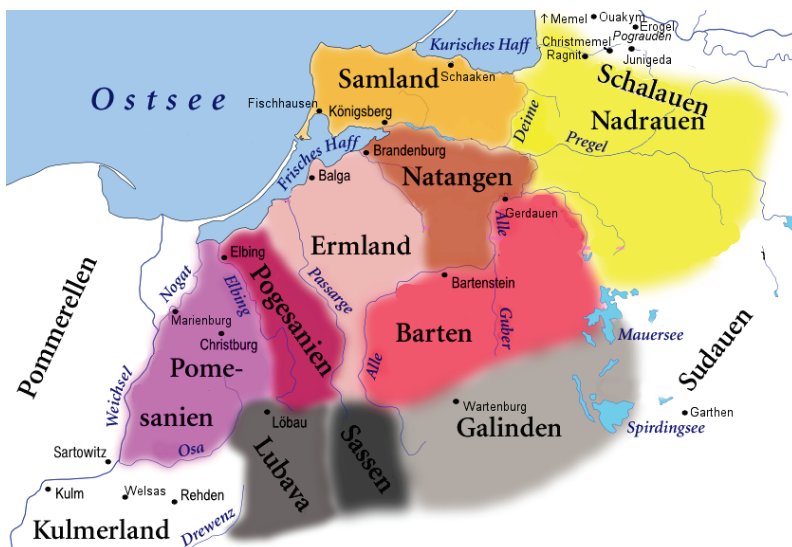 ↑ Memel
Ouakym
Erogel
Pograuden
Christmemel
Ragnit
Junigeda
Kurisches Haff
Samland
Schaaken
Schalauen
Ostsee
Fischhausen
Königsberg
Deime
Nadrauen
Pregel
Frisches Haff
Brandenburg
Balga
Natangen
Gerdauen
Alle
Ermland
Elbing
Pogesanien
Passarge
Elbing
Nogat
Bartenstein
Pommerellen
Marienburg
Christburg
Barten
Guber
Mauersee
Sudauen
Weichsel
Pome-
sanien
Alle
Wartenburg
Garthen
Löbau
Galinden
Spirdingsee
Osa
Sartowitz
Lubava
Sassen
Kulm
Welsas
Rehden
Drewenz
Kulmerland